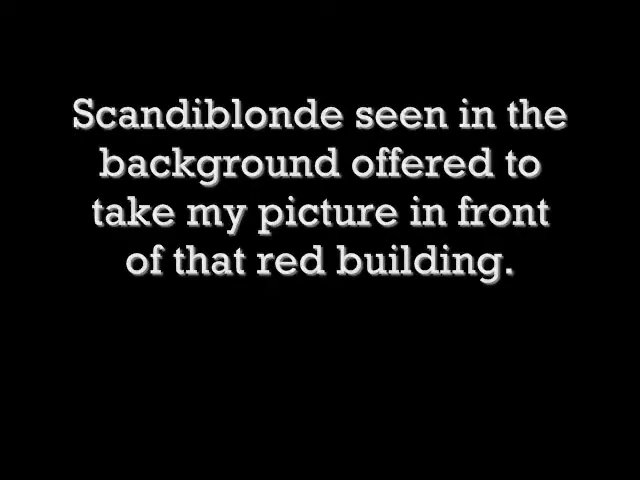 Scandiblonde seen in the
background offered to
take my picture in front
of that red building.